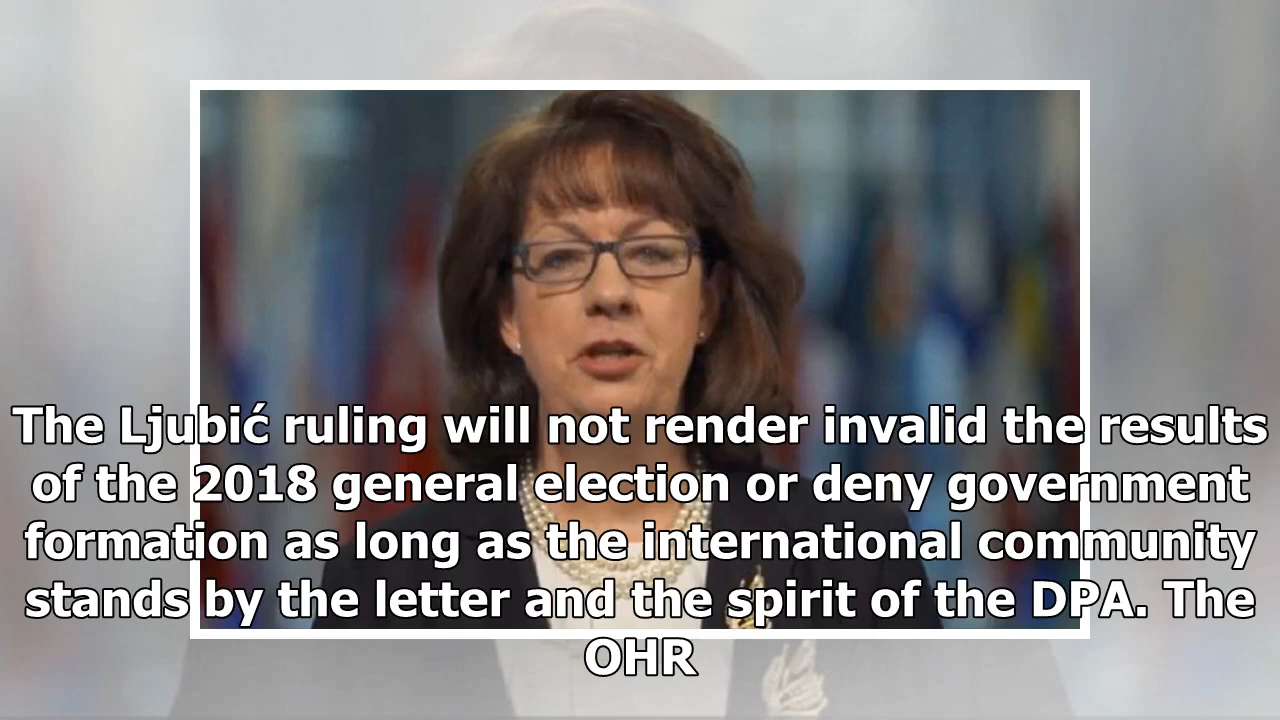 The Ljubić ruling will not render invalid the results
of the 2018 general election or deny government
formation as long as the international community
stands by the letter and the spirit of the DPA. The
OHR